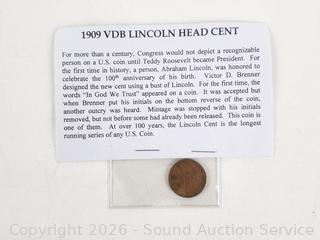 1909 VDB LINCOLN HEAD CENT
For more than a century, Congress would not depict a recognizable
person on a U.S. coin until Teddy Roosevelt became President. For
the first time in history, a person, Abraham Lincoln, was honored to
celebrate the 100th anniversary of his birth. Victor D. Brenner
designed the new cent using a bust of Lincoln. For the first time, the
words "In God We Trust" appeared on a coin. It was accepted but
when Brenner put his initials on the bottom reverse of the coin,
another outcry was heard. Mintage was stopped with his initials
removed, but not before some had already been released. This coin is
one of them. At over 100 years, the Lincoln Cent is the longest
running series of any U.S. Coin.
Copyright 2026 - Sound Auction Service